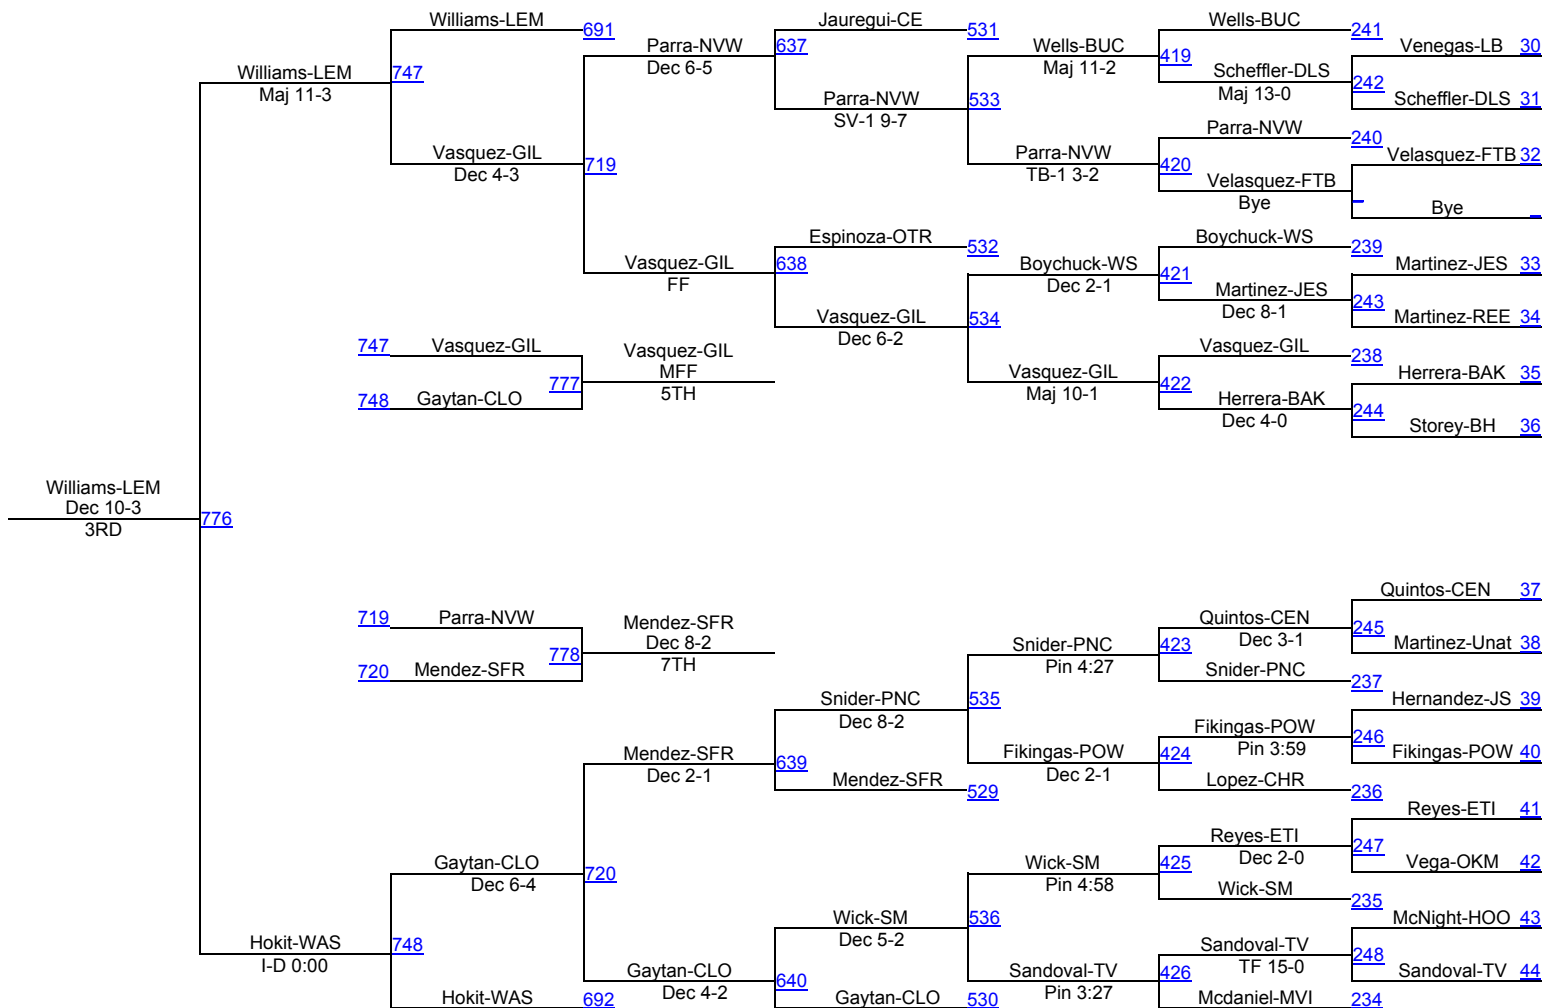 Williams-LEM 691 Jauregui-CE 531 Wells-BUC 241
Parra-NVW 637 Wells-BUC 419 Venegas-LB 30
Dec 6-5 Maj 11-2
Williams-LEM 747 Scheffler-DLS 242
Maj 11-3 Maj 13-0
Parra-NVW 533 Scheffler-DLS 31
SV-1 9-7
Parra-NVW 240
Vasquez-GIL 719 Parra-NVW 420 Velasquez-FTB 32
Dec 4-3 TB-1 3-2
Velasquez-FTB _
Bye Bye _
Espinoza-OTR 532 Boychuck-WS 239
Vasquez-GIL 638 Boychuck-WS 421 Martinez-JES 33
FF Dec 2-1
Martinez-JES 243
Dec 8-1
Vasquez-GIL 534 Martinez-REE 34
Dec 6-2
747 Vasquez-GIL Vasquez-GIL Vasquez-GIL 238
MFF
777 5TH Vasquez-GIL 422 Herrera-BAK 35
Maj 10-1
748 Gaytan-CLO Herrera-BAK 244
Dec 4-0
Storey-BH 36
Williams-LEM
Dec 10-3
776
3RD
Quintos-CEN 37
719 Parra-NVW Mendez-SFR Quintos-CEN 245
Dec 8-2 Dec 3-1
778 7TH Snider-PNC 423 Martinez-Unat 38
Pin 4:27
720 Mendez-SFR Snider-PNC 237
Snider-PNC 535 Hernandez-JS 39
Dec 8-2
Fikingas-POW 246
Pin 3:59
Mendez-SFR 639 Fikingas-POW 424 Fikingas-POW 40
Dec 2-1 Dec 2-1
Mendez-SFR 529 Lopez-CHR 236
Reyes-ETI 41
Reyes-ETI 247
Dec 2-0
Gaytan-CLO 720 Wick-SM 425 Vega-OKM 42
Dec 6-4 Pin 4:58
Wick-SM 235
Wick-SM 536 McNight-HOO 43
Dec 5-2
Hokit-WAS 748 Sandoval-TV 248
I-D 0:00 TF 15-0
Gaytan-CLO 640 Sandoval-TV 426 Sandoval-TV 44
Dec 4-2 Pin 3:27
Hokit-WAS 692 Gaytan-CLO 530 Mcdaniel-MVI 234